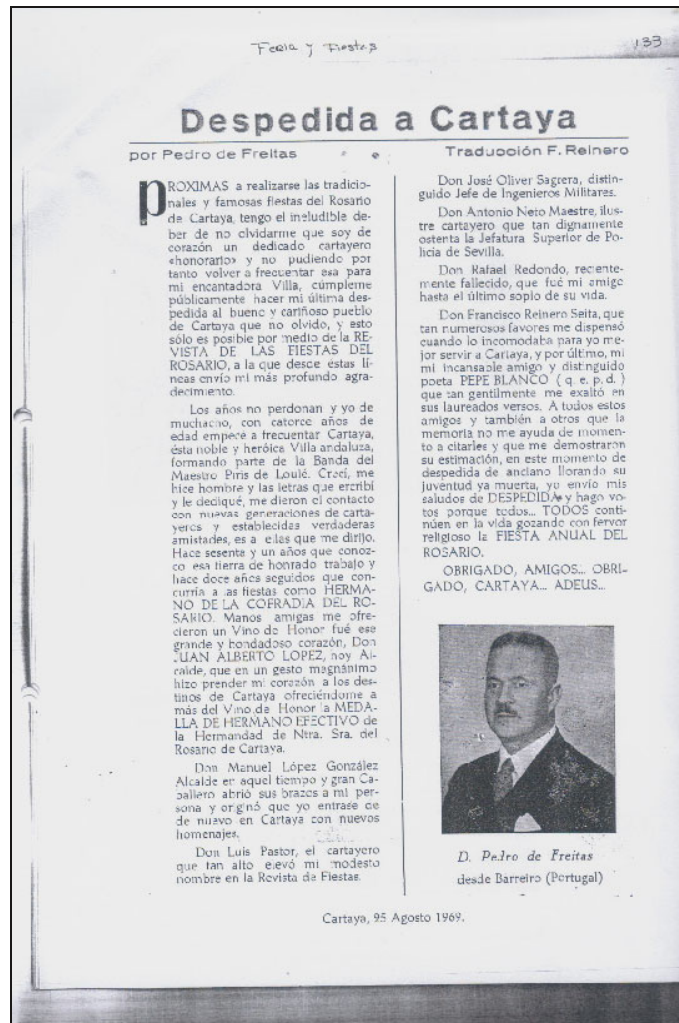 Feria y Fiestas
133
Despedida a Cartaya
por Pedro de Freitas
Traducción F. Reinero
PROXIMAS a realizarse las tradicio-
nales y famosas fiestas del Rosario
de Cartaya, tengo el ineludible de-
ber de no olvidarme que soy de
corazón un dedicado cartayero
«honorario» y no pudiendo por
tanto volver a frecuentar esa para
mi encantadora Villa, cúmpleme
públicamente hacer mi última des-
pedida al bueno y cariñoso pueblo
de Cartaya que no olvido, y esto
sólo es posible por medio de la RE-
VISTA DE LAS FIESTAS DEL
ROSARIO, a la que desde éstas lí-
neas envío mi más profundo agra-
decimiento.
Los años no perdonan y yo de
muchacho, con catorce años de
edad empecé a frecuentar Cartaya,
ésta noble y heróica Villa andaluza,
formando parte de la Banda del
Maestro Piris de Loulé. Crecí, me
hice hombre y las letras que ercribí
y le dediqué, me dieron el contacto
con nuevas generaciones de carta-
yeros y establecidas verdaderas
amistades, es a ellas que me dirijo.
Hace sesenta y un años que conoz-
co esa tierra de honrado trabajo y
hace doce años seguidos que con-
curría a las fiestas como HERMA-
NO DE LA COFRADIA DEL RO-
SARIO. Manos amigas me ofre-
cieron un Vino de Honor fué ese
grande y bondadoso corazón, Don
JUAN ALBERTO LOPEZ, hoy Al-
calde, que en un gesto magnánimo
hizo prender mi corazón a los des-
tinos de Cartaya ofreciéndome a
más del Vino de Honor la MEDA-
LLA DE HERMANO EFECTIVO de
la Hermandad de Ntra. Sra. del
Rosario de Cartaya.
Don Manuel López González
Alcalde en aquel tiempo y gran Ca-
ballero abrió sus brazos a mi per-
sona y originó que yo entrase de
de nuevo en Cartaya con nuevos
homenajes.
Don Luis Pastor, el cartayero
que tan alto elevó mi modesto
nombre en la Revista de Fiestas.
Don José Oliver Sagrera, distin-
guido Jefe de Ingenieros Militares.
Don Antonio Neto Maestre, ilus-
tre cartayero que tan dignamente
ostenta la Jefatura Superior de Po-
licia de Sevilla.
Don Rafael Redondo, reciente-
mente fallecido, que fué mi amigo
hasta el último soplo de su vida.
Don Francisco Reinero Seita, que
tan numerosos favores me dispensó
cuando lo incomodaba para yo me-
jor servir a Cartaya, y por último, mi
mi incansable amigo y distinguido
poeta PEPE BLANCO ( q. e. p. d. )
que tan gentilmente me exaltó en
sus laureados versos. A todos estos
amigos y también a otros que la
memoria no me ayuda de momen-
to a citarles y que me demostraron
su estimación, en este momento de
despedida de anciano llorando su
juventud ya muerta, yo envío mis
saludos de DESPEDIDA y hago vo-
tos porque todos... TODOS conti-
núen en la vida gozando con fervor
religioso la FIESTA ANUAL DEL
ROSARIO.
OBRIGADO, AMIGOS... OBRI-
GADO, CARTAYA... ADEUS...
D. Pedro de Freitas
desde Barreiro (Portugal)
Cartaya, 95 Agosto 1969.